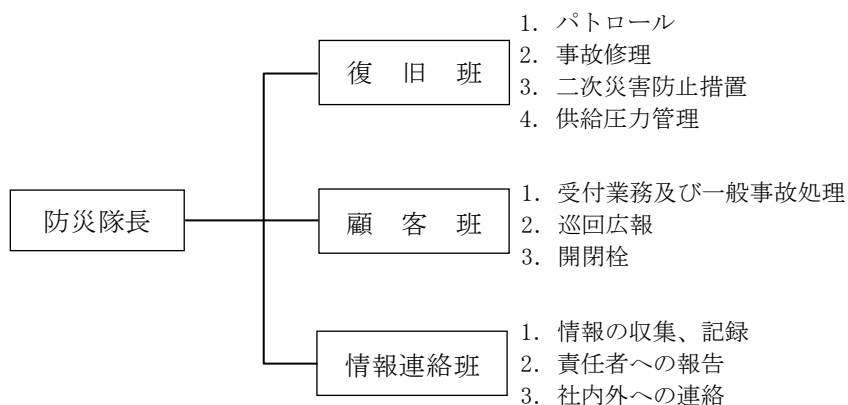 防災隊長
復　旧　班
1. パトロール
2. 事故修理
3. 二次災害防止措置
4. 供給圧力管理
顧　客　班
1. 受付業務及び一般事故処理
2. 巡回広報
3. 開閉栓
情報連絡班
1. 情報の収集、記録
2. 責任者への報告
3. 社内外への連絡